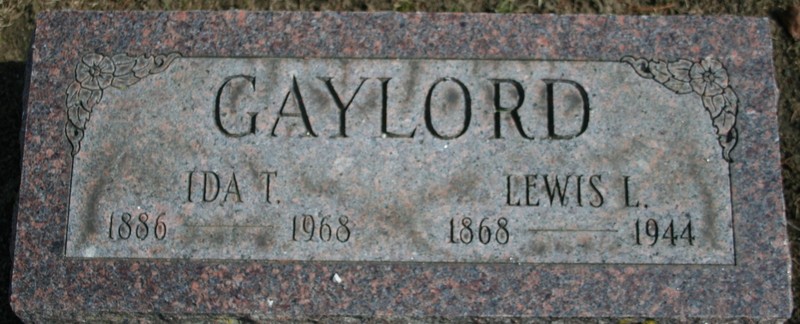 GAYLORD
IDA T. LEWIS L.
1886 — 1968 1868 — 1944